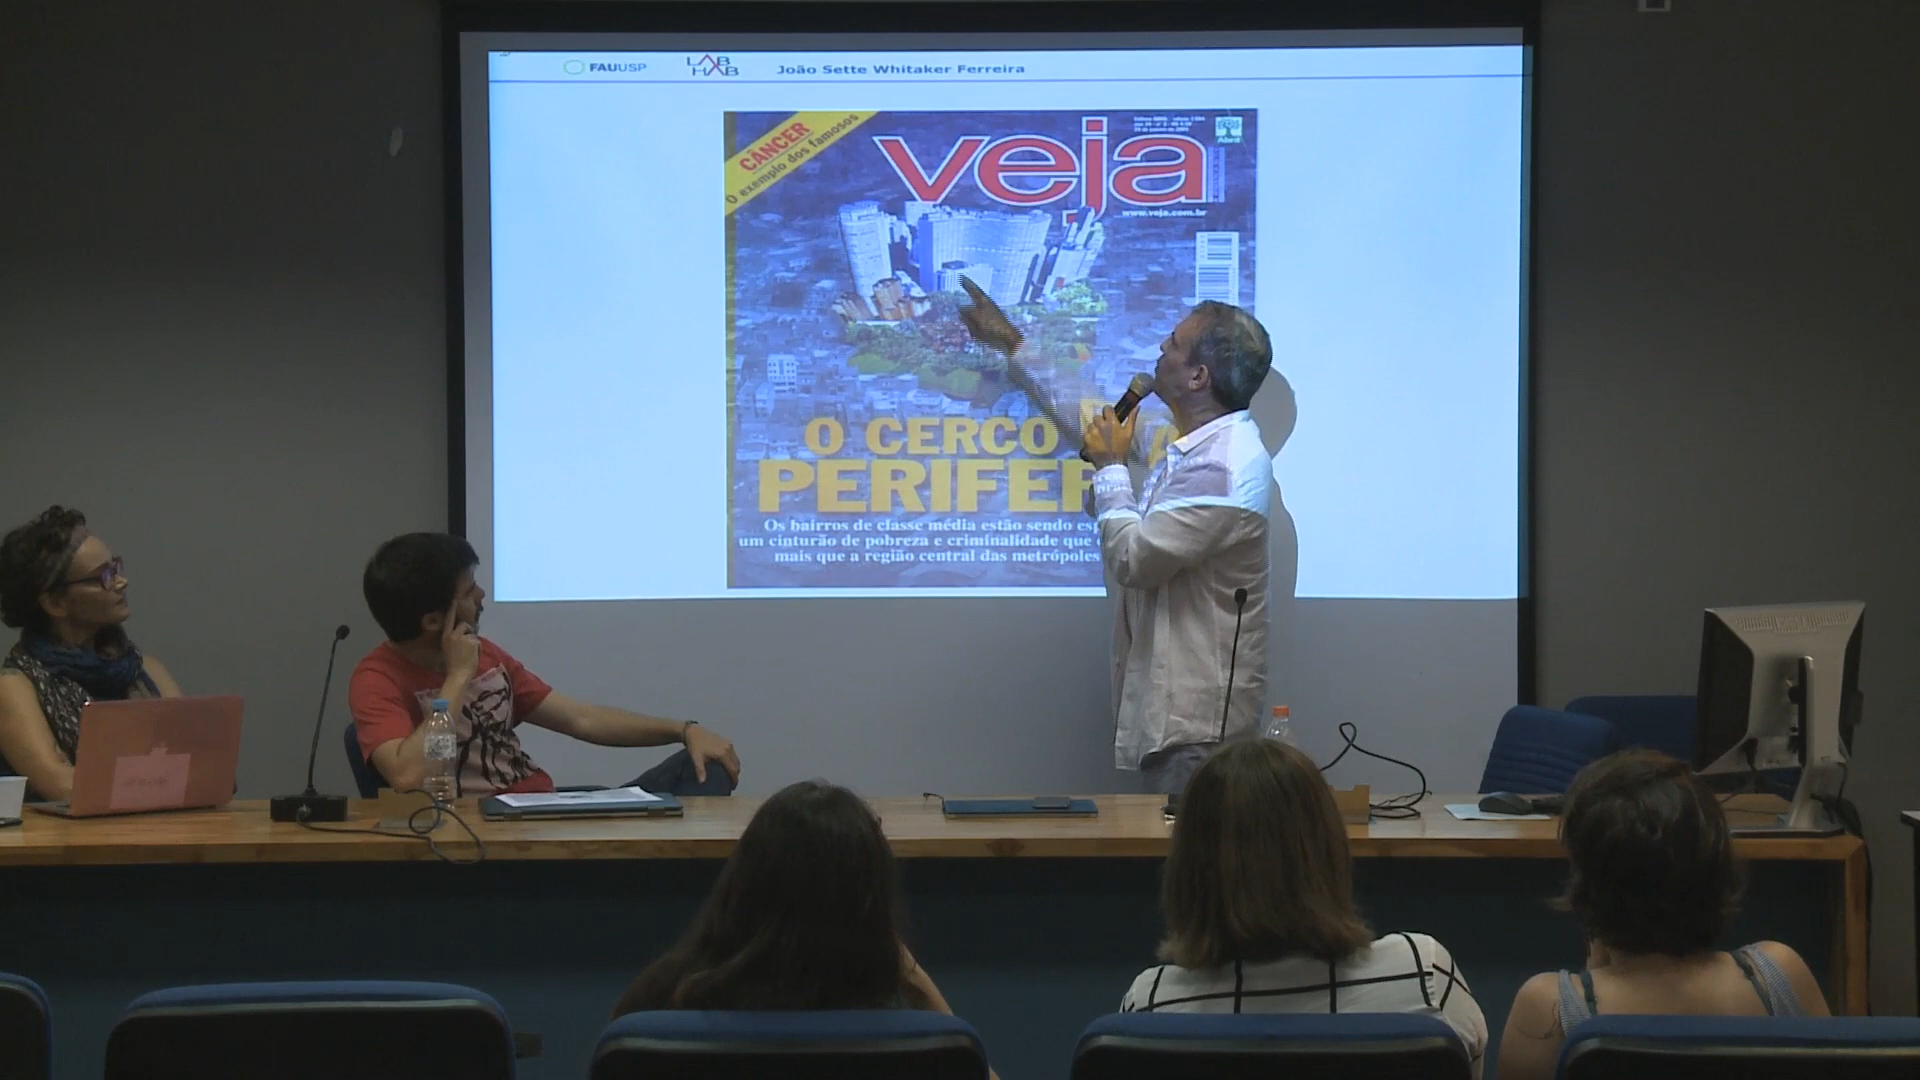 FAUUSP
LAB
HAB
João Sette Whitaker Ferreira
CÂNCER
O exemplo dos famosos
veja
Abril
www.veja.com.br
O CERCO
PERIFER
Os bairros de classe média estão sendo esp
um cinturão de pobreza e criminalidade que
mais que a região central das metrópoles